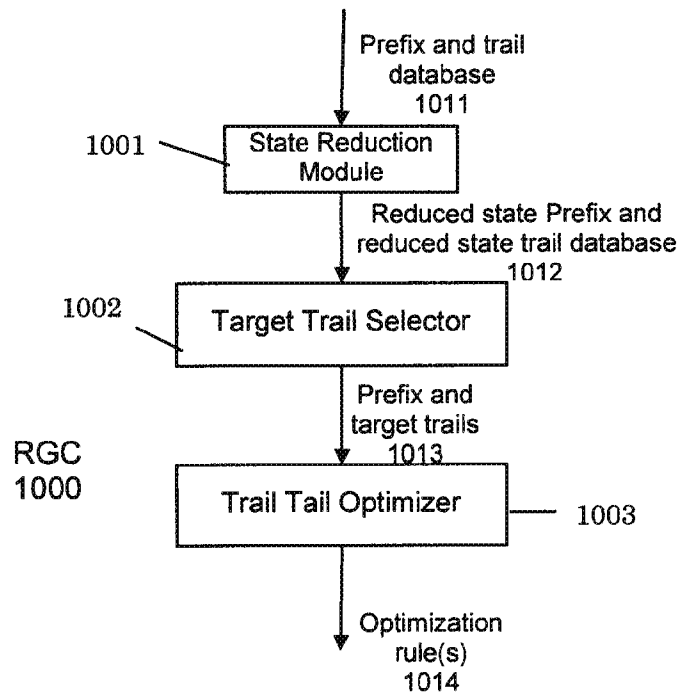 Prefix and trail
database
1011
1001
State Reduction
Module
Reduced state Prefix and
reduced state trail database
1012
1002
Target Trail Selector
Prefix and
target trails
1013
RGC
1000
Trail Tail Optimizer
1003
Optimization
rule(s)
1014